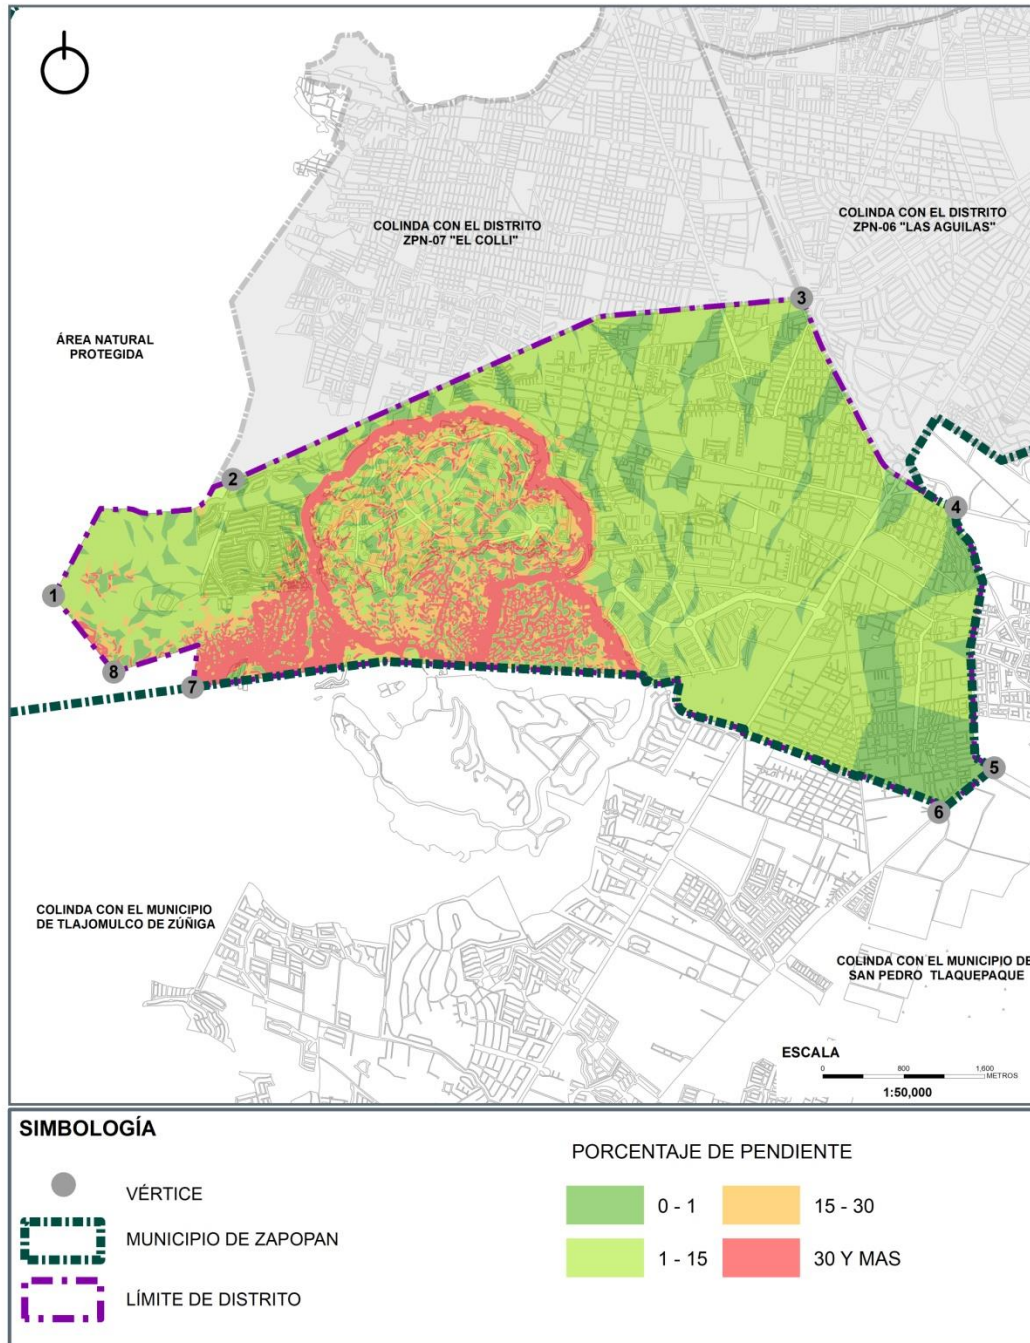 COLINDA CON EL DISTRITO
ZPN-07 "EL COLLI"
COLINDA CON EL DISTRITO
ZPN-06 "LAS AGUILAS"
3
ÁREA NATURAL
PROTEGIDA
2
4
1
8
7
5
6
COLINDA CON EL MUNICIPIO
DE TLAJOMULCO DE ZÚÑIGA
COLINDA CON EL MUNICIPIO DE
SAN PEDRO TLAQUEPAQUE
ESCALA
0 800 1,600
METROS
1:50,000
SIMBOLOGÍA
VÉRTICE
MUNICIPIO DE ZAPOPAN
LÍMITE DE DISTRITO
PORCENTAJE DE PENDIENTE
0 - 1
15 - 30
1 - 15
30 Y MAS